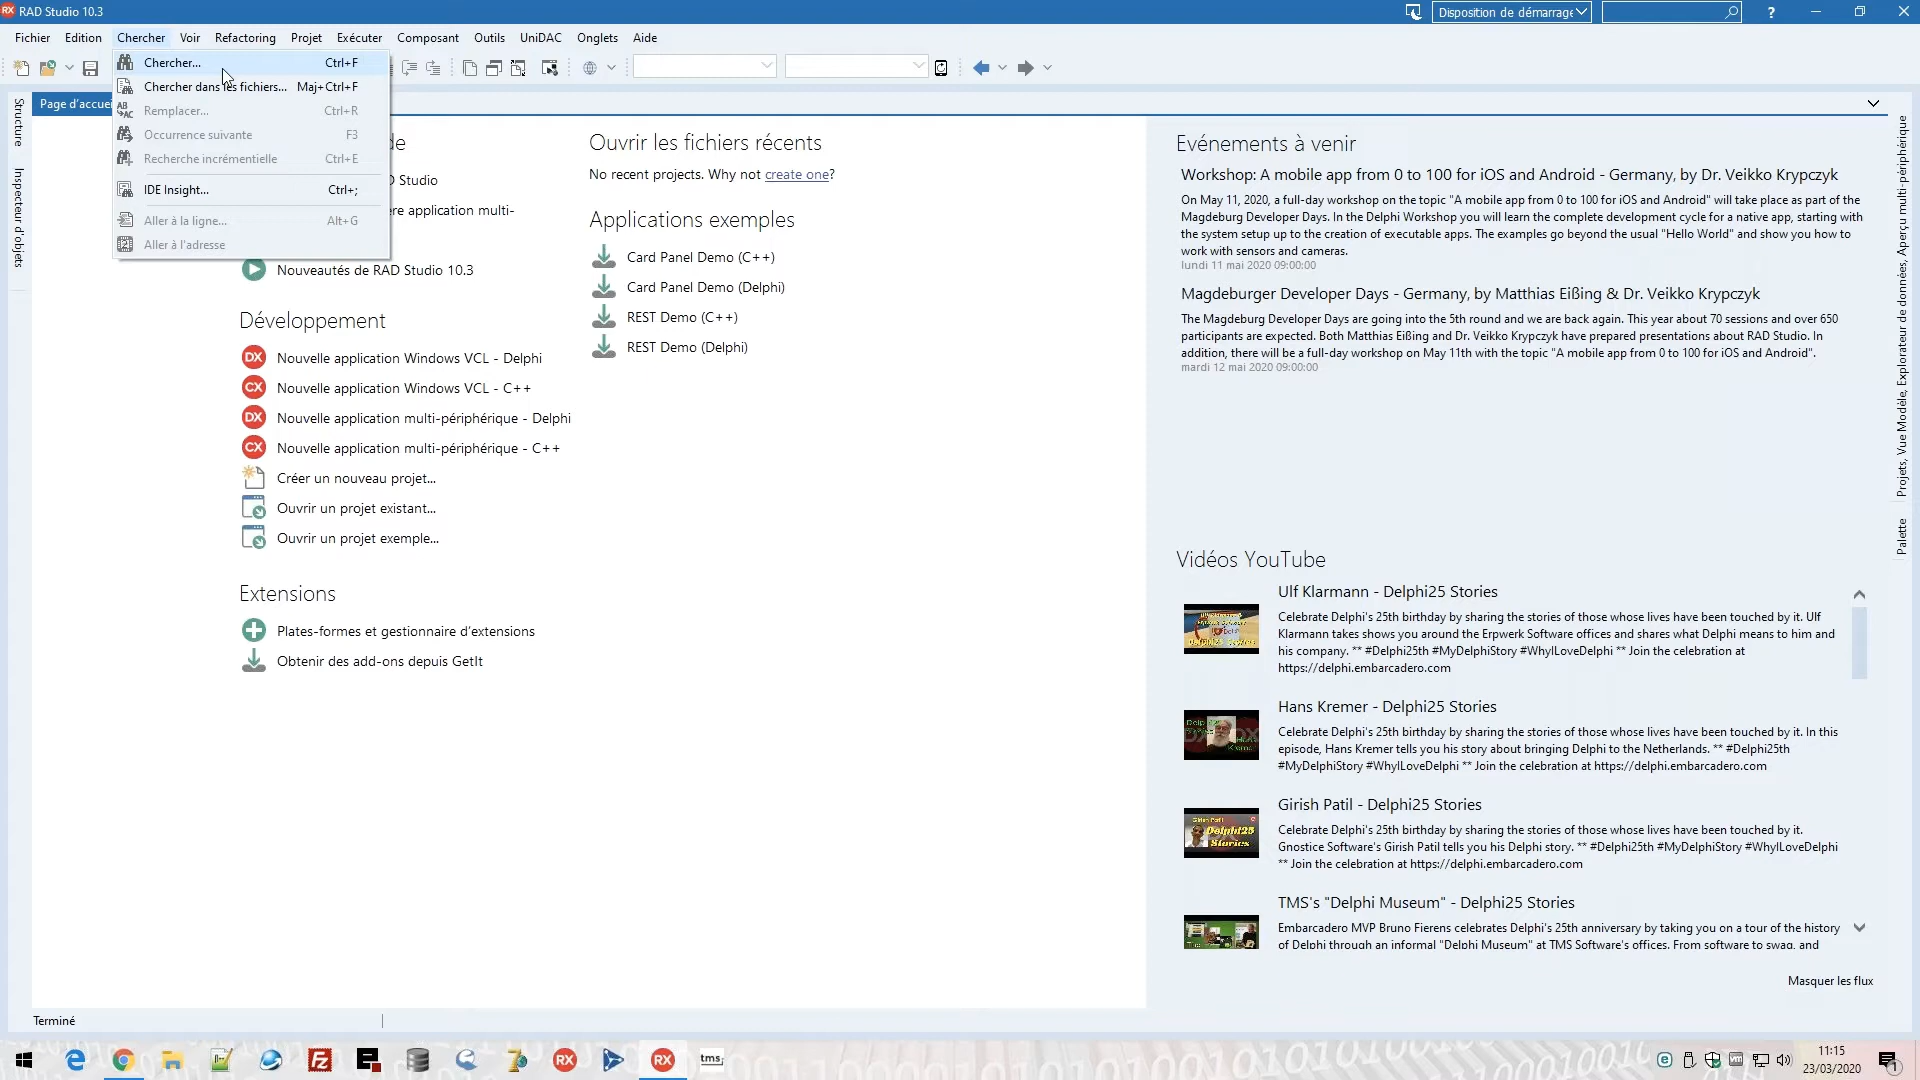 RAD Studio 10.3
Disposition de démarrage
?
Fichier Edition Chercher Voir Refactoring Projet Exécuter Composant Outils UniDAC Onglets Aide
Chercher... Ctrl+F
Chercher dans les fichiers... Maj+Ctrl+F
Remplacer... Ctrl+R
Occurrence suivante F3
Recherche incrémentielle Ctrl+E
IDE Insight... Ctrl+;
Aller à la ligne... Alt+G
Aller à l'adresse
Page d'accueil
Structure
Inspecteur d'objets
de
Studio
application multi-
Nouveautés de RAD Studio 10.3
Développement
Nouvelle application Windows VCL - Delphi
Nouvelle application Windows VCL - C++
Nouvelle application multi-périphérique - Delphi
Nouvelle application multi-périphérique - C++
Créer un nouveau projet...
Ouvrir un projet existant...
Ouvrir un projet exemple...
Extensions
Plates-formes et gestionnaire d'extensions
Obtenir des add-ons depuis GetIt
Ouvrir les fichiers récents
No recent projects. Why not create one?
Applications exemples
Card Panel Demo (C++)
Card Panel Demo (Delphi)
REST Demo (C++)
REST Demo (Delphi)
Evénements à venir
Workshop: A mobile app from 0 to 100 for iOS and Android - Germany, by Dr. Veikko Krypczyk
On May 11, 2020, a full-day workshop on the topic "A mobile app from 0 to 100 for iOS and Android" will take place as part of the
Magdeburg Developer Days. In the Delphi Workshop you will learn the complete development cycle for a native app, starting with
the system setup up to the creation of executable apps. The examples go beyond the usual "Hello World" and show you how to
work with sensors and cameras.
lundi 11 mai 2020 09:00:00
Magdeburger Developer Days - Germany, by Matthias Eißing & Dr. Veikko Krypczyk
The Magdeburg Developer Days are going into the 5th round and we are back again. This year about 70 sessions and over 650
participants are expected. Both Matthias Eißing and Dr. Veikko Krypczyk have prepared presentations about RAD Studio. In
addition, there will be a full-day workshop on May 11th with the topic "A mobile app from 0 to 100 for iOS and Android".
mardi 12 mai 2020 09:00:00
Vidéos YouTube
Ulf Klarmann - Delphi25 Stories
Celebrate Delphi's 25th birthday by sharing the stories of those whose lives have been touched by it. Ulf
Klarmann takes shows you around the Erpwerk Software offices and shares what Delphi means to him and
his company. ** #Delphi25th #MyDelphiStory #WhyILoveDelphi ** Join the celebration at
https://delphi.embarcadero.com
Hans Kremer - Delphi25 Stories
Celebrate Delphi's 25th birthday by sharing the stories of those whose lives have been touched by it. In this
episode, Hans Kremer tells you his story about bringing Delphi to the Netherlands. ** #Delphi25th
#MyDelphiStory #WhyILoveDelphi ** Join the celebration at https://delphi.embarcadero.com
Girish Patil
Delphi25
Stories
Girish Patil - Delphi25 Stories
Celebrate Delphi's 25th birthday by sharing the stories of those whose lives have been touched by it.
Gnostice Software's Girish Patil tells you his Delphi story. ** #Delphi25th #MyDelphiStory #WhyILoveDelphi
** Join the celebration at https://delphi.embarcadero.com
TMS's "Delphi Museum" - Delphi25 Stories
Embarcadero MVP Bruno Fierens celebrates Delphi's 25th anniversary by taking you on a tour of the history
of Delphi through an informal "Delphi Museum" at TMS Software's offices. From software to swag, and
Masquer les flux
Projets, Vue Modèle, Explorateur de données, Aperçu multi-périphérique
Palette
Terminé
tms
11:15
23/03/2020